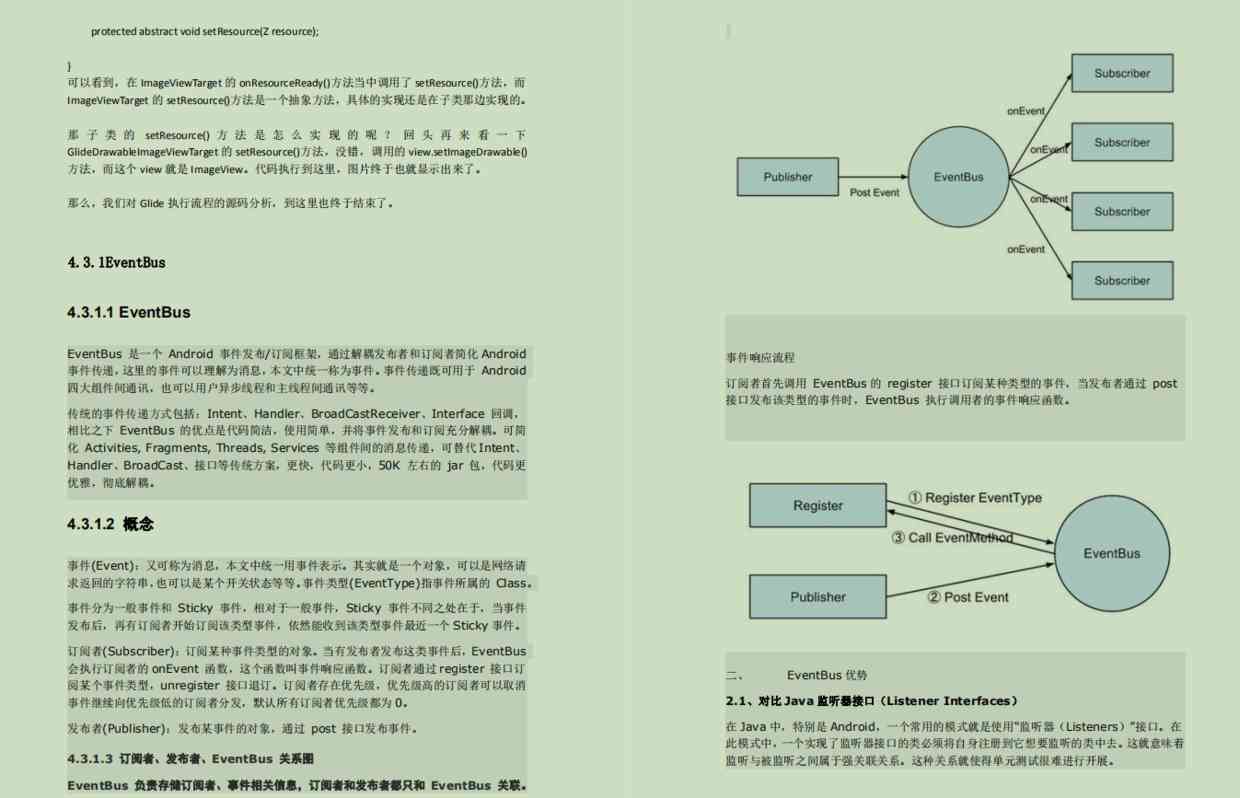 protected abstract void setResource(Z resource);
}
可以看到，在 ImageViewTarget 的 onResourceReady()方法当中调用了 setResource()方法，而
ImageViewTarget 的 setResource()方法是一个抽象方法，具体的实现还是在子类那边实现的。
那子类的 setResource()方法是怎么实现的呢？回头再来看一下
GlideDrawableImageViewTarget 的 setResource()方法，没错，调用的 view.setImageDrawable()
方法，而这个 view 就是 ImageView。代码执行到这里，图片终于也就显示出来了。
那么，我们对 Glide 执行流程的源码分析，到这里也终于结束了。
4.3.1EventBus
4.3.1.1 EventBus
EventBus 是一个 Android 事件发布/订阅框架，通过解耦发布者和订阅者简化 Android
事件传递，这里的事件可以理解为消息，本文中统一称为事件。事件传递既可用于 Android
四大组件间通讯，也可以用户异步线程和主线程间通讯等等。
传统的事件传递方式包括：Intent、Handler、BroadCastReceiver、Interface 回调，
相比之下 EventBus 的优点是代码简洁，使用简单，并将事件发布和订阅充分解耦。可简
化 Activities, Fragments, Threads, Services 等组件间的消息传递，可替代 Intent、
Handler、BroadCast、接口等传统方案，更快，代码更小，50K 左右的 jar 包，代码更
优雅，彻底解耦。
4.3.1.2 概念
事件(Event)：又可称为消息，本文中统一用事件表示。其实就是一个对象，可以是网络请
求返回的字符串，也可以是某个开关状态等等。事件类型(EventType)指事件所属的 Class。
事件分为一般事件和 Sticky 事件，相对于一般事件，Sticky 事件不同之处在于，当事件
发布后，再有订阅者开始订阅该类型事件，依然能收到该类型事件最近一个 Sticky 事件。
订阅者(Subscriber)：订阅某种事件类型的对象。当有发布者发布这类事件后，EventBus
会执行订阅者的 onEvent 函数，这个函数叫事件响应函数。订阅者通过 register 接口订
阅某个事件类型，unregister 接口退订。订阅者存在优先级，优先级高的订阅者可以取消
事件继续向优先级低的订阅者分发，默认所有订阅者优先级都为 0。
发布者(Publisher)：发布某事件的对象，通过 post 接口发布事件。
4.3.1.3 订阅者、发布者、EventBus 关系图
EventBus 负责存储订阅者、事件相关信息，订阅者和发布者都只和 EventBus 关联。
Subscriber
onEvent
Subscriber
onEvent
Publisher
Post Event
EventBus
onEvent
Subscriber
onEvent
Subscriber
事件响应流程
订阅者首先调用 EventBus 的 register 接口订阅某种类型的事件，当发布者通过 post
接口发布该类型的事件时，EventBus 执行调用者的事件响应函数。
Register
① Register EventType
③ Call EventMethod
EventBus
Publisher
② Post Event
二、 EventBus 优势
2.1、对比 Java 监听器接口（Listener Interfaces）
在 Java 中，特别是 Android，一个常用的模式就是使用“监听器（Listeners）”接口。在
此模式中，一个实现了监听器接口的类必须将自身注册到它想要监听的类中去。这就意味着
监听与被监听之间属于强关联关系。这种关系就使得单元测试很难进行开展。